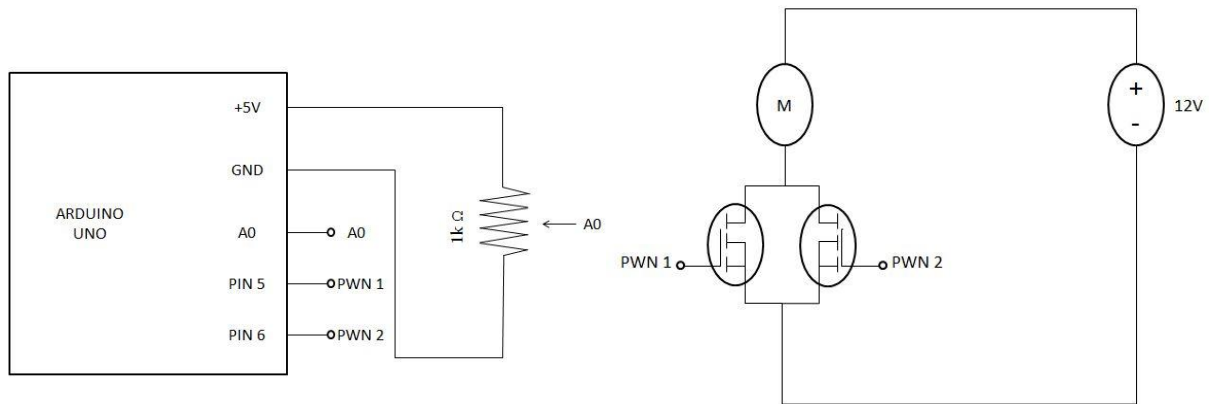 ARDUINO
UNO
+5V
GND
A0
PIN 5
PIN 6
A0
PWN 1
PWN 2
1k Ω
A0
M
PWN 1
PWN 2
+
-
12V